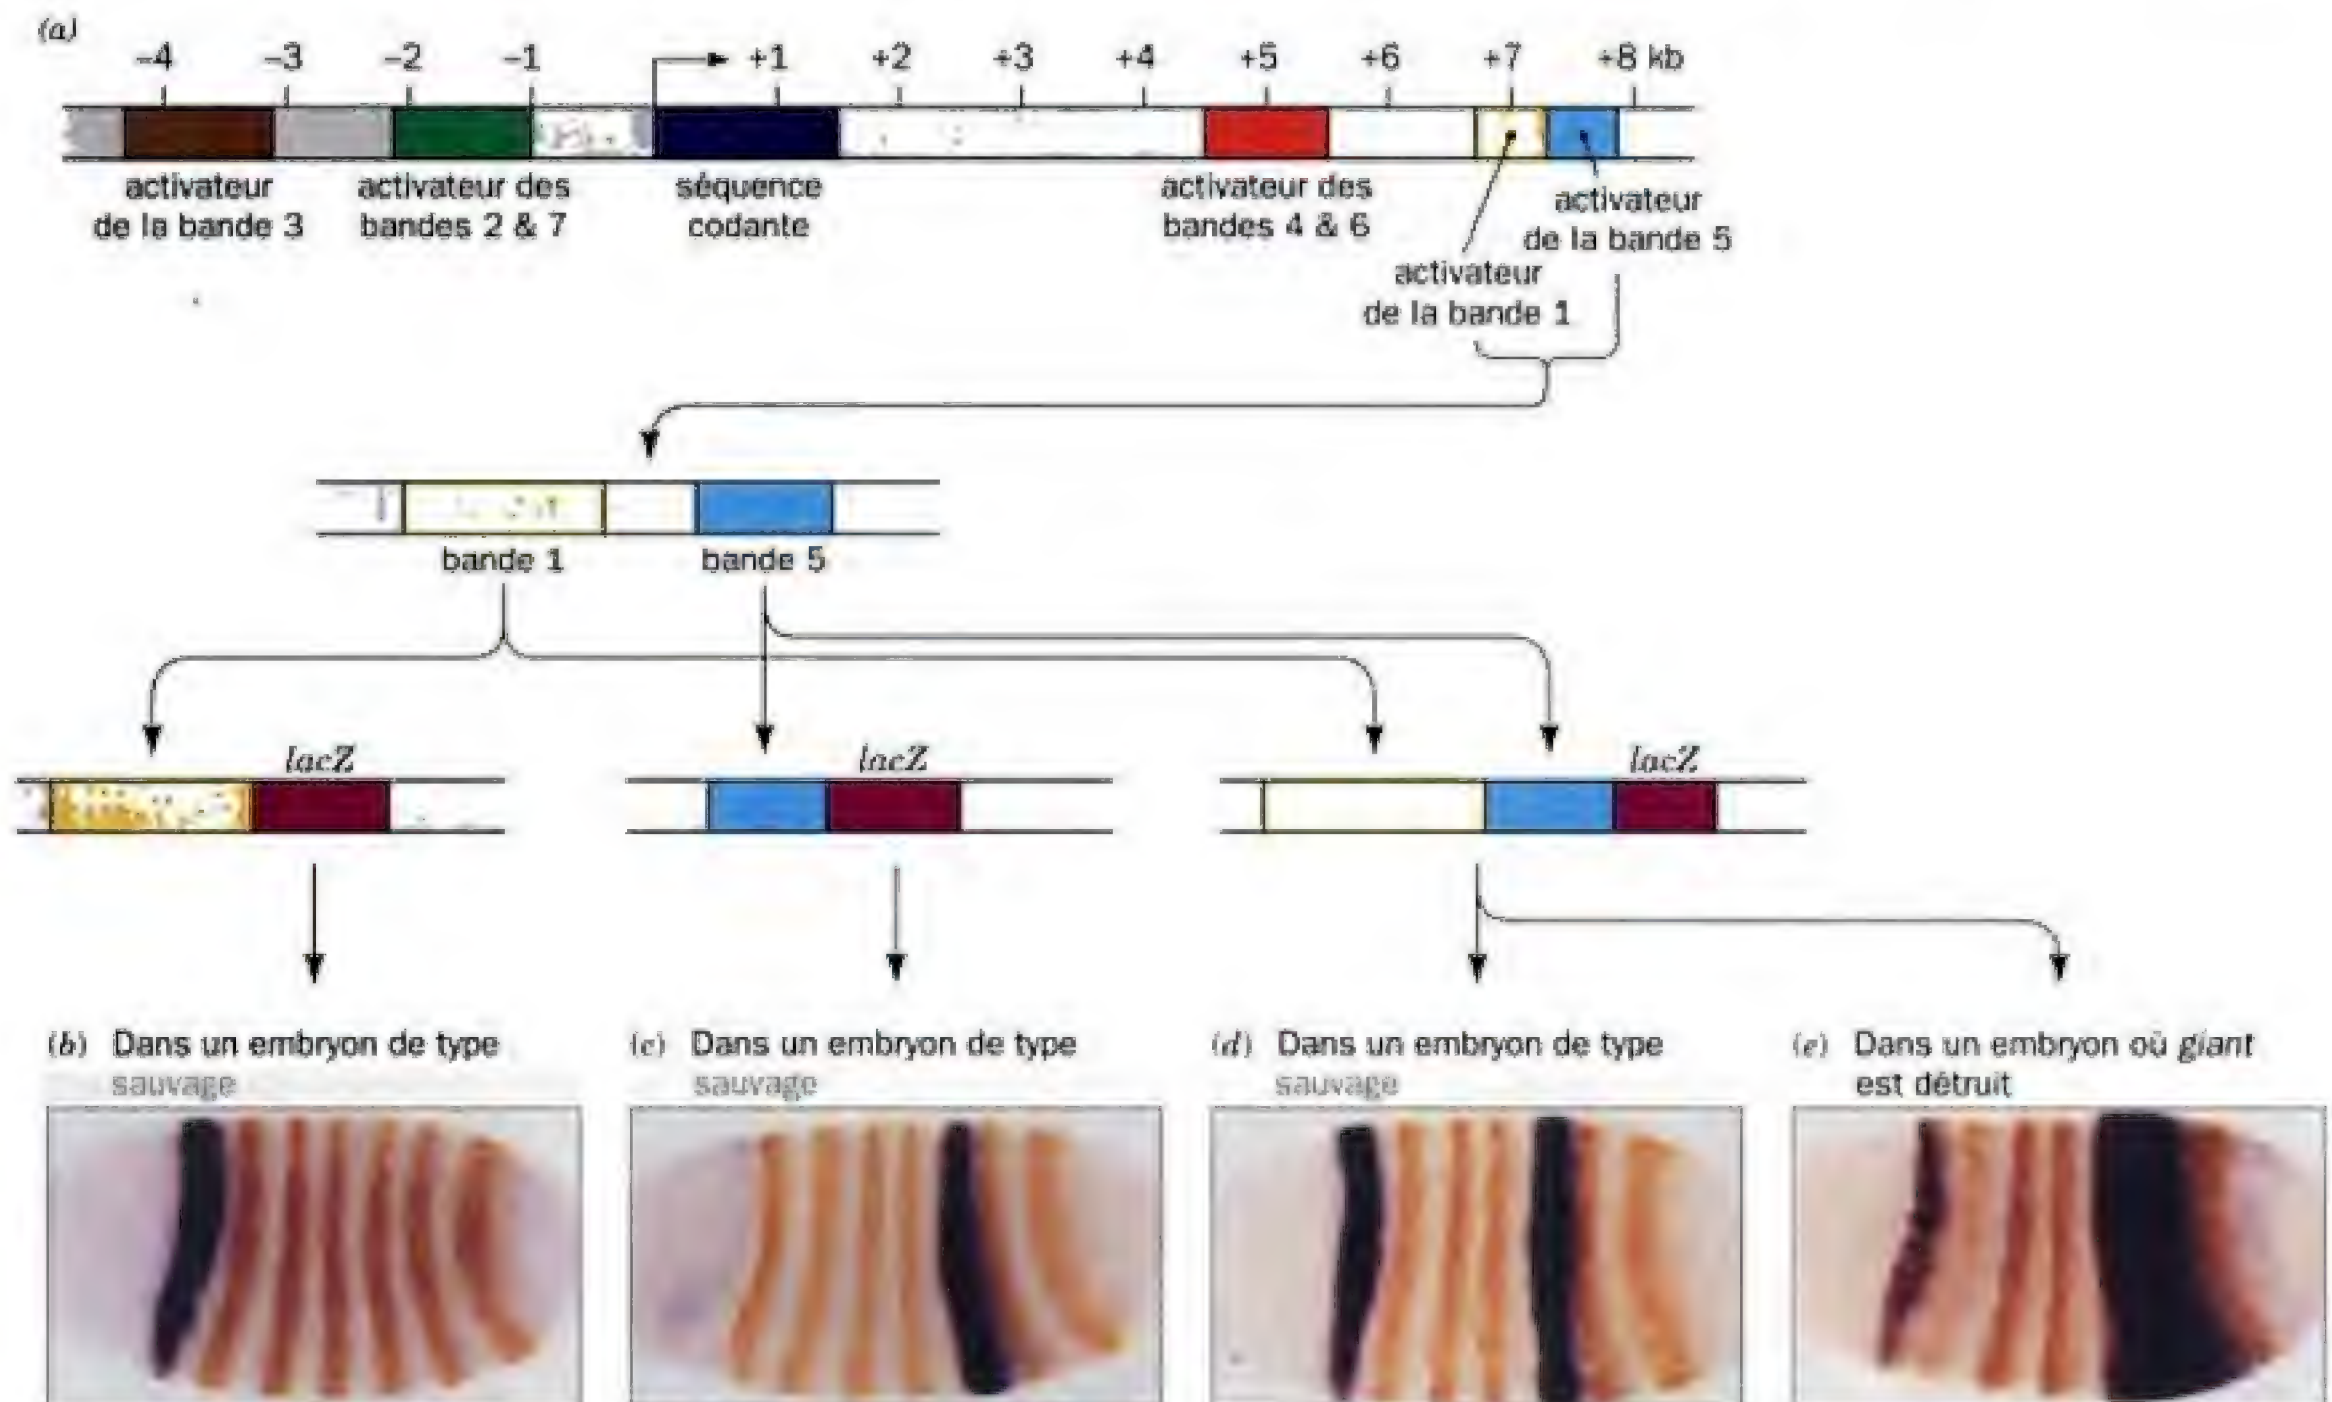 (a)
–4 –3 –2 –1 +1 +2 +3 +4 +5 +6 +7 +8 kb
activateur
de la bande 3
activateur des
bandes 2 & 7
séquence
codante
activateur des
bandes 4 & 6
activateur
de la bande 5
activateur
de la bande 1
bande 1
bande 5
lacZ
lacZ
lacZ
(b) Dans un embryon de type
sauvage
(c) Dans un embryon de type
sauvage
(d) Dans un embryon de type
sauvage
(e) Dans un embryon où giant
est détruit